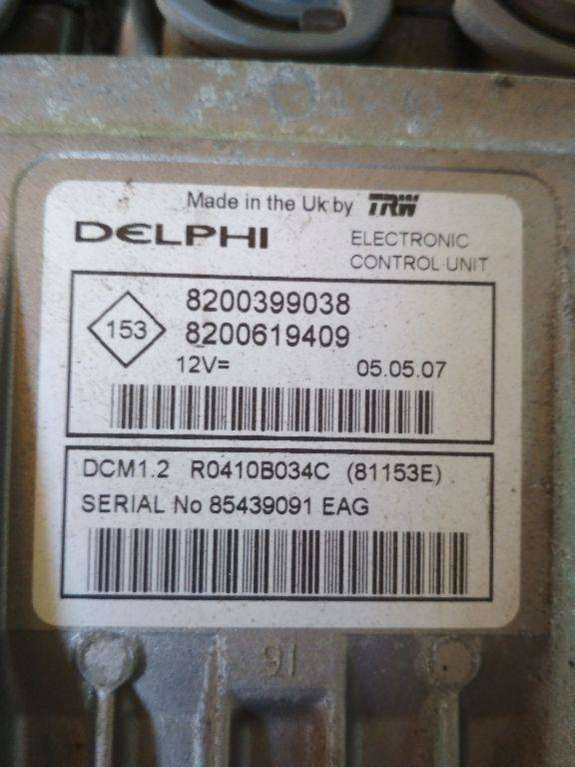 Made in the Uk by TRW
DELPHI
ELECTRONIC
CONTROL UNIT
153
8200399038
8200619409
12V= 05.05.07
DCM1.2 R0410B034C (81153E)
SERIAL No 85439091 EAG